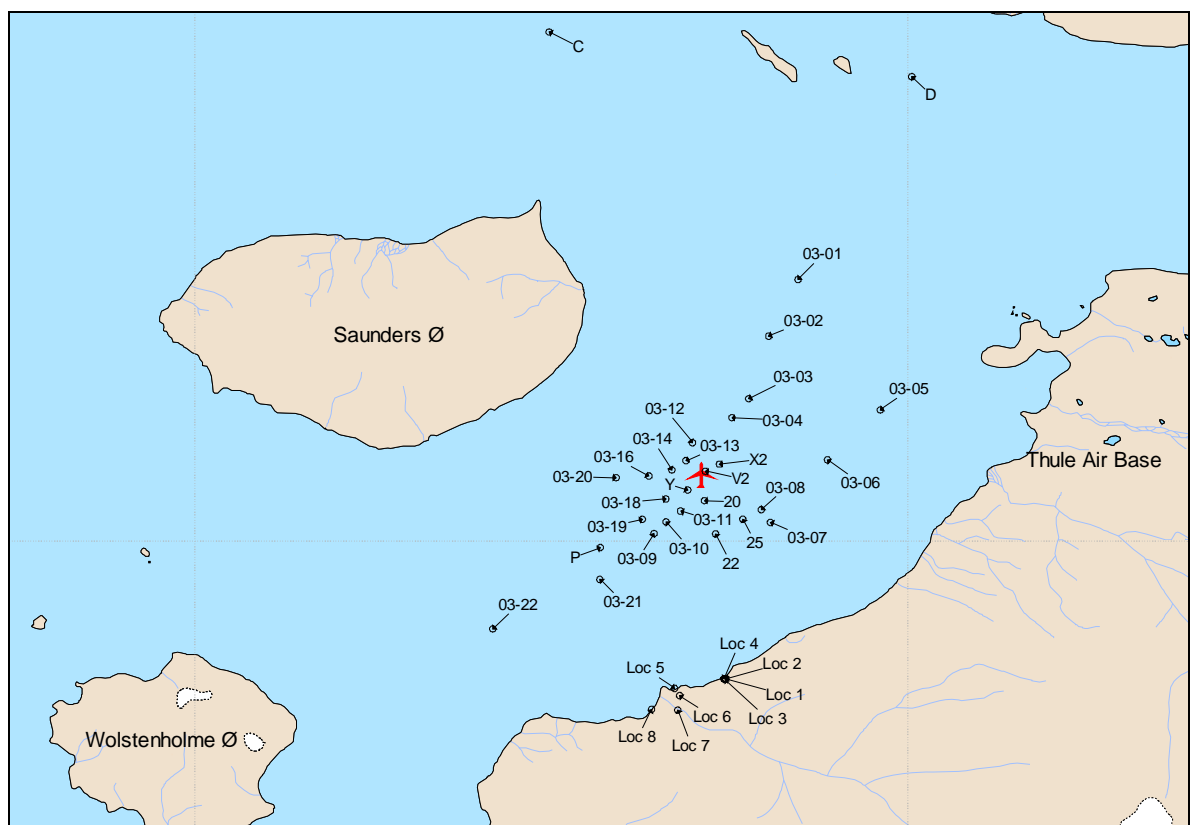 C
D
03-01
Saunders Ø
03-02
03-03
03-05
03-12
03-04
03-14
03-13
03-16
X2
Thule Air Base
03-20
V2
Y
03-06
03-18
20
03-08
03-19
03-11
03-09
03-10
25
03-07
P
22
03-21
03-22
Loc 4
Loc 5
Loc 2
Loc 1
Loc 6
Loc 3
Wolstenholme Ø
Loc 8
Loc 7